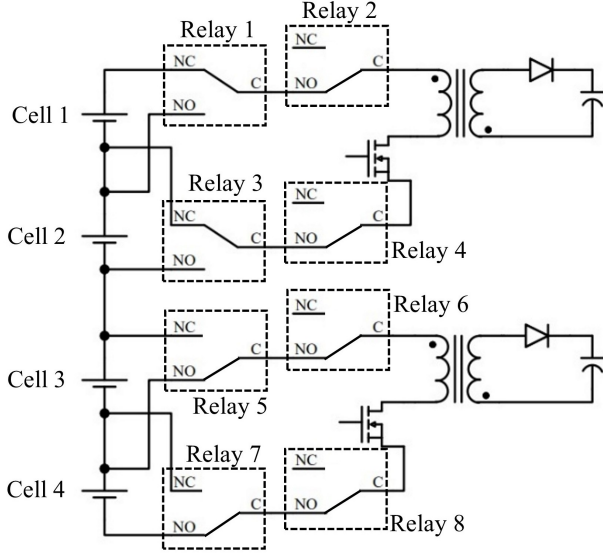 Relay 1
Relay 2
NC
NC
C
C
NO
NO
Cell 1
Relay 3
NC
NC
C
C
Cell 2
NO
Relay 4
NO
NC
Relay 6
NC
C
C
NO
Cell 3
NO
Relay 5
Relay 7
NC
Cell 4
NC
C
C
NO
NO
Relay 8